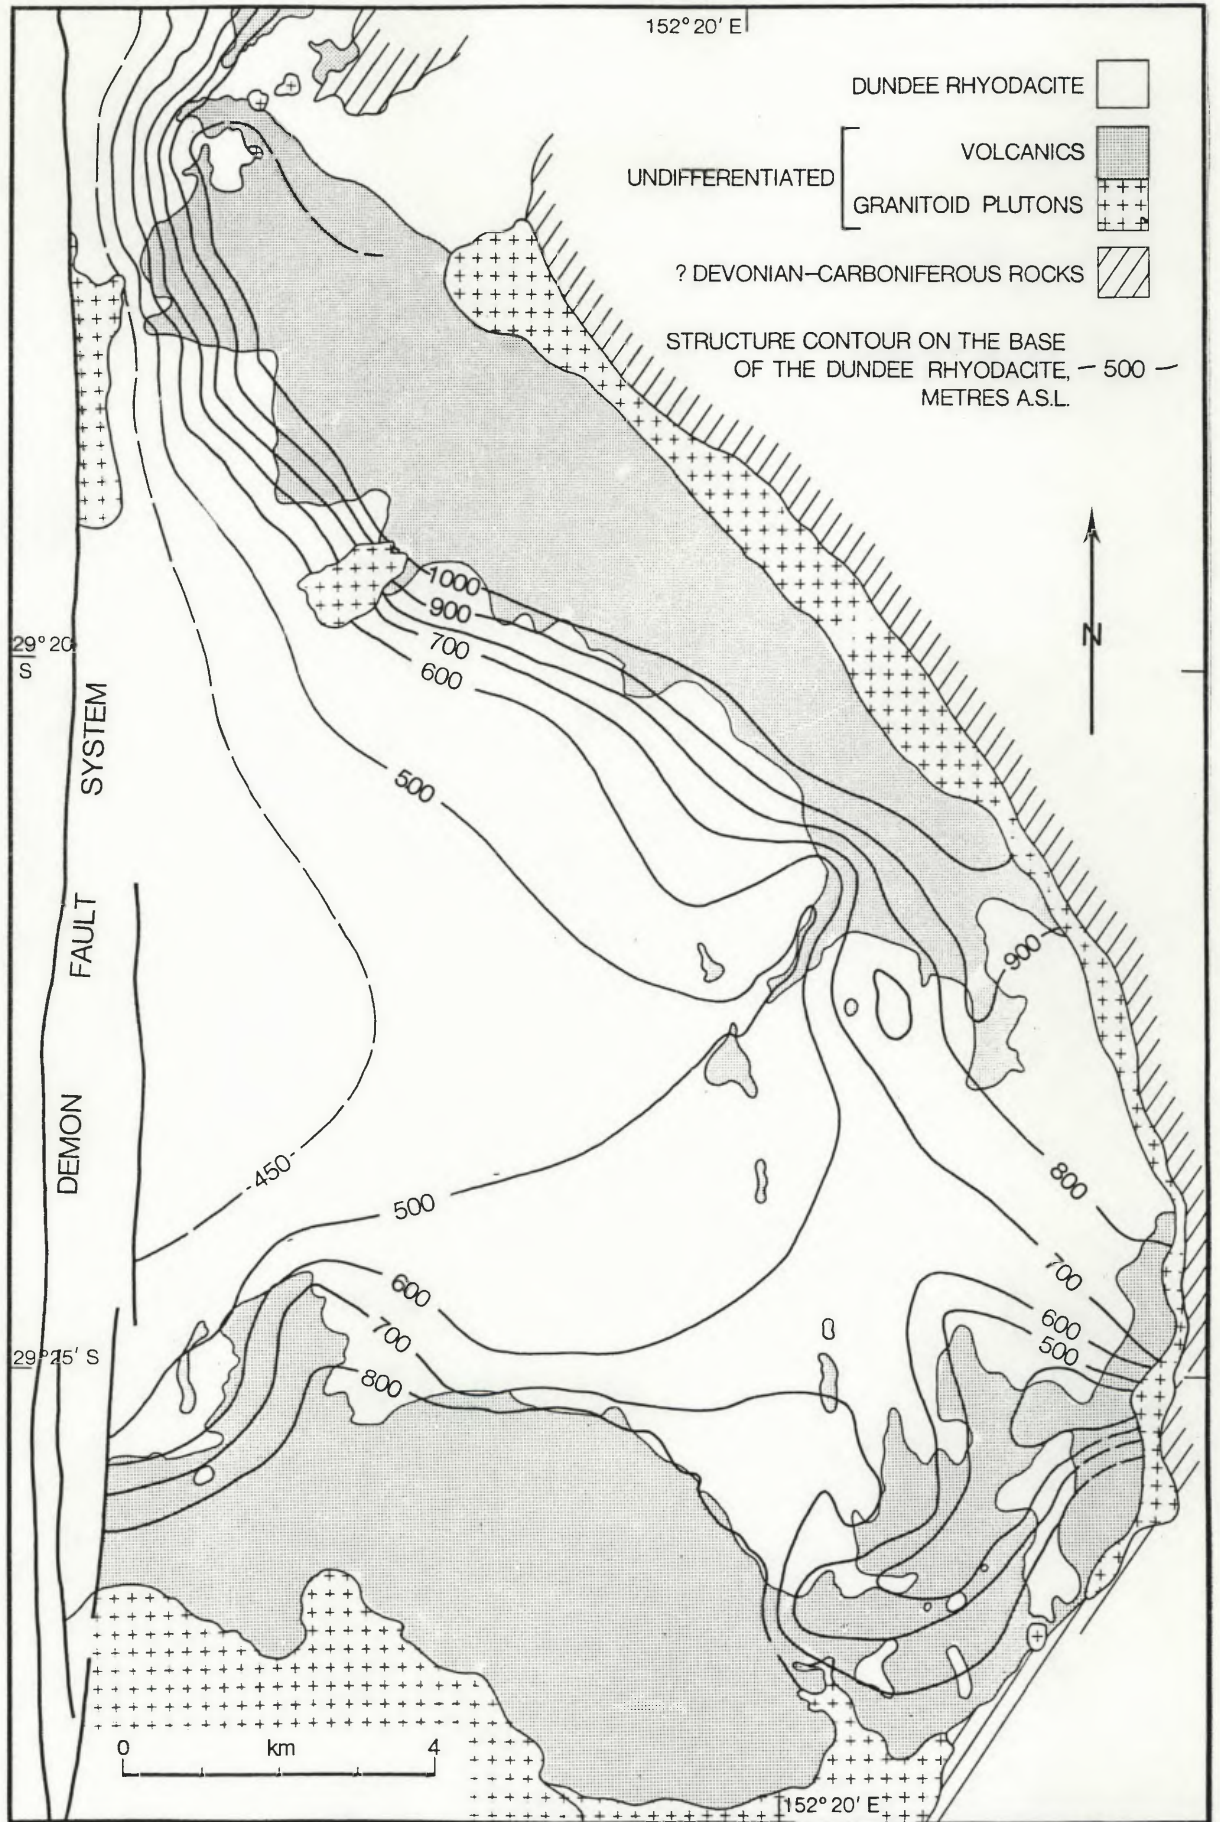 152° 20' E
DUNDEE RHYODACITE
VOLCANICS
UNDIFFERENTIATED
GRANITOID PLUTONS
? DEVONIAN–CARBONIFEROUS ROCKS
STRUCTURE CONTOUR ON THE BASE
OF THE DUNDEE RHYODACITE, – 500 –
METRES A.S.L.
N
1000
900
700
600
29° 20'
S
500
DEMON FAULT SYSTEM
900
450
500
800
700
600
600
500
700
800
29° 25' S
0 km 4
152° 20' E